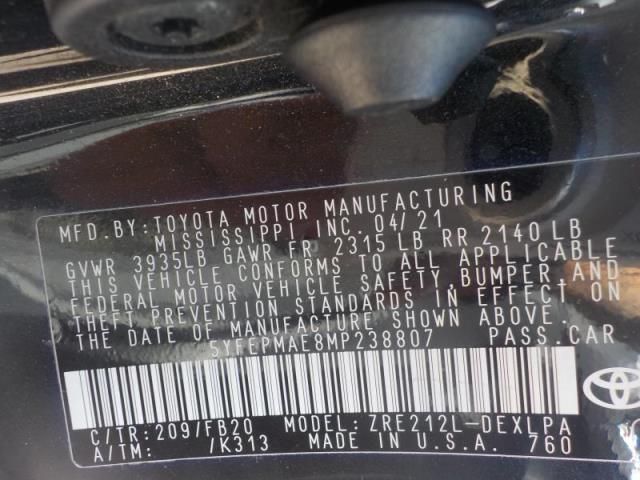 MFD.BY:TOYOTA MOTOR MANUFACTURING
MISSISSIPPI INC. 04/21
GVWR 3935LB GAWR FR 2315 LB RR 2140 LB
THIS VEHICLE CONFORMS TO ALL APPLICABLE
FEDERAL MOTOR VEHICLE SAFETY,BUMPER AND
THEFT PREVENTION STANDARDS IN EFFECT ON
THE DATE OF MANUFACTURE SHOWN ABOVE.
5YFEPMAE8MP238807 PASS.CAR
C/TR:209/FB20 MODEL: ZRE212L-DEXLPA
A/TM: /K313 MADE IN U.S.A. 760